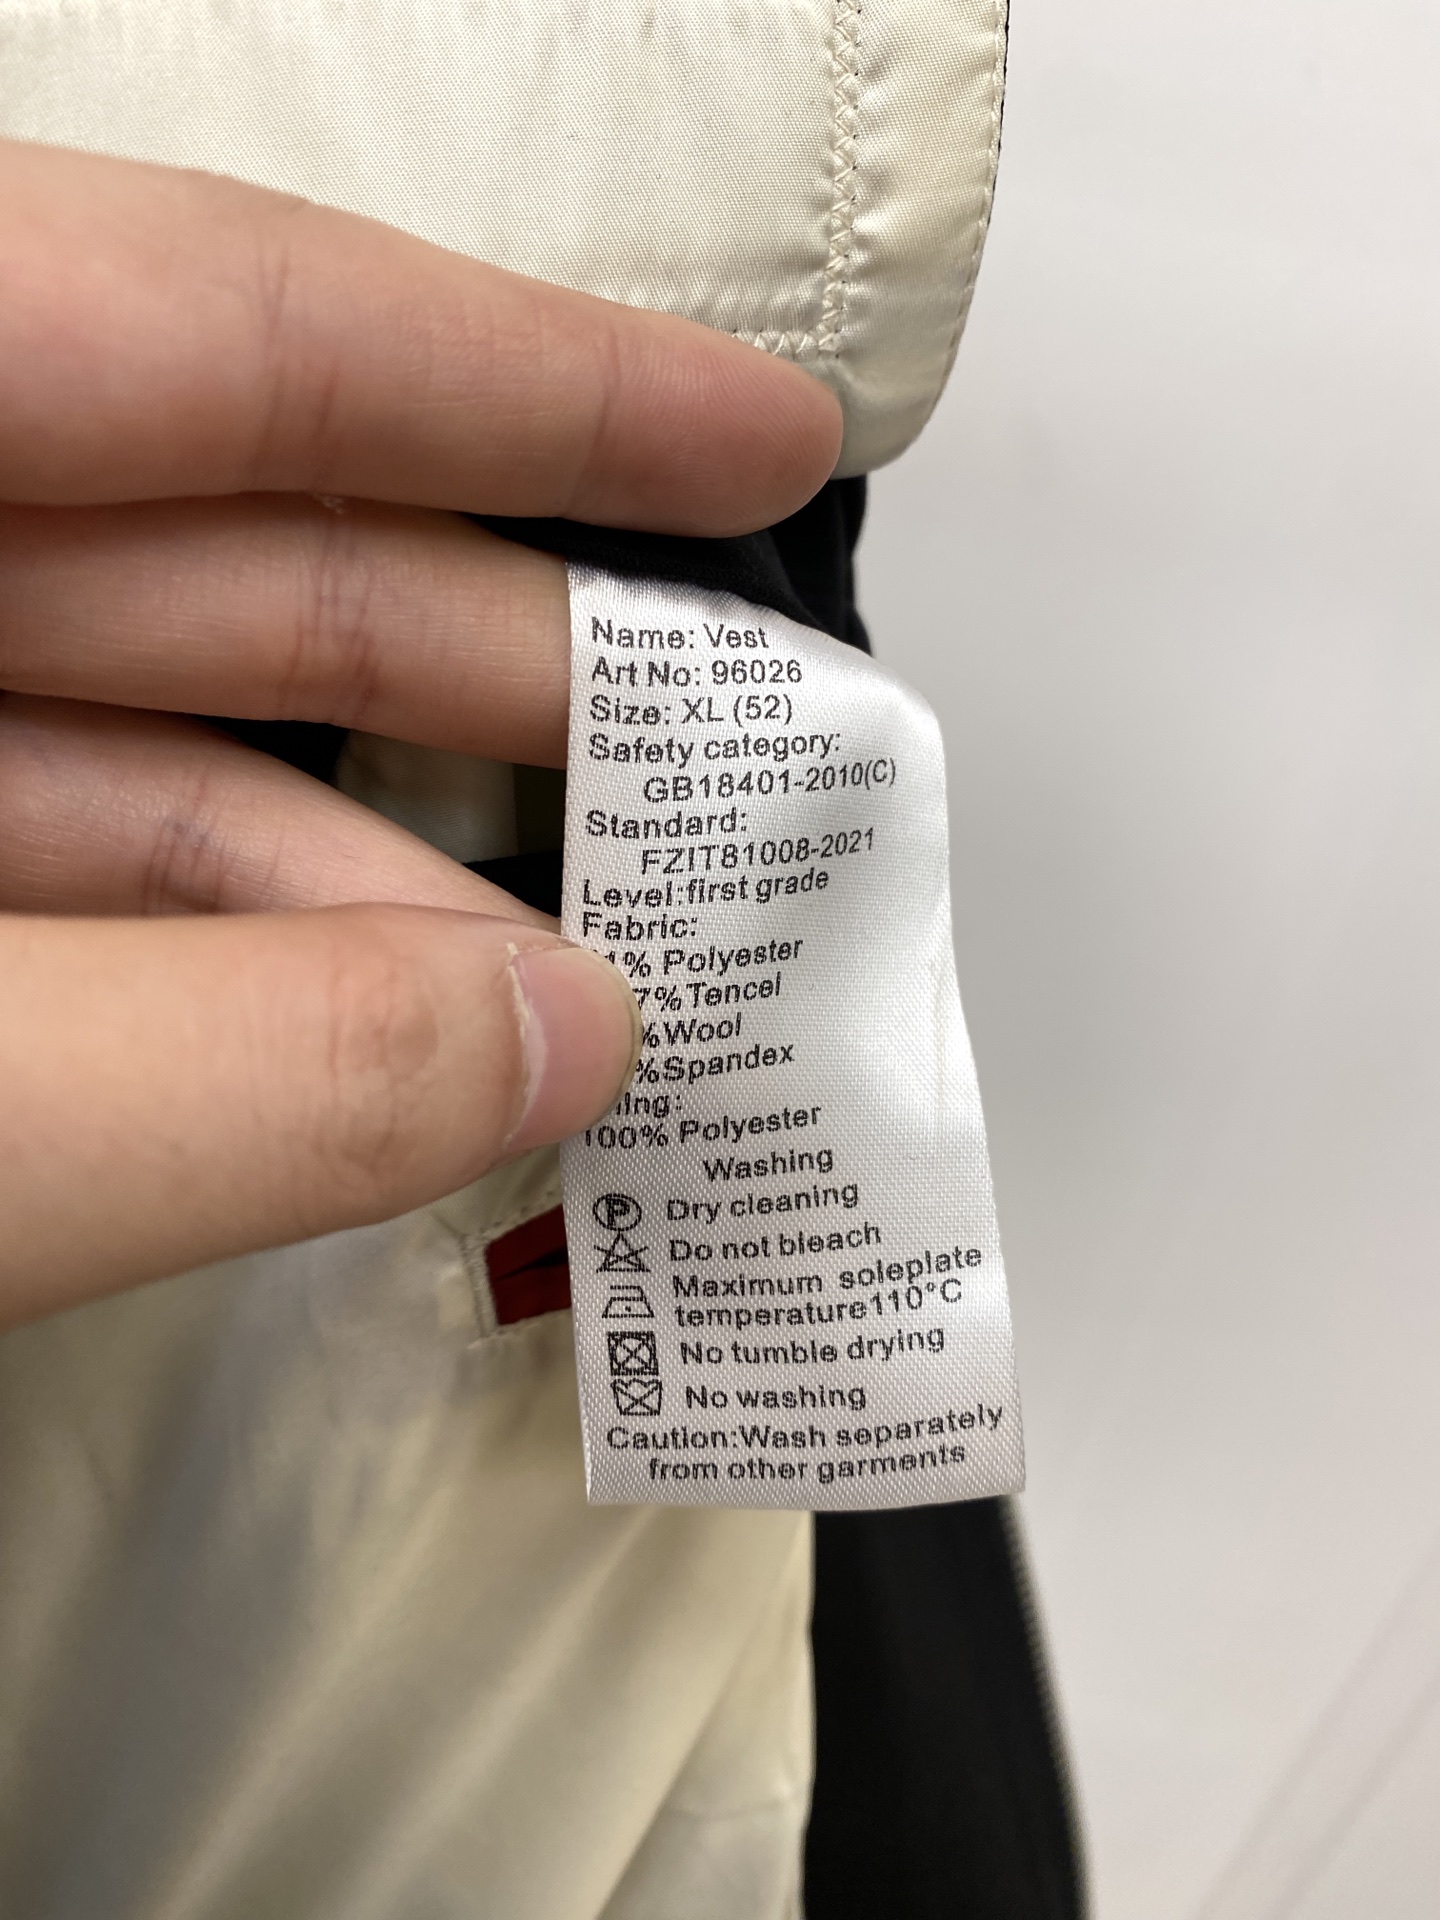 Name: Vest
Art No: 96026
Size: XL (52)
Safety category:
GB18401-2010(C)
Standard:
FZIT81008-2021
Level:first grade
Fabric:
1% Polyester
7%Tencel
%Wool
%Spandex
100% Polyester
Washing
P Dry cleaning
Do not bleach
Maximum soleplate
temperature110°C
No tumble drying
No washing
Caution:Wash separately
from other garments